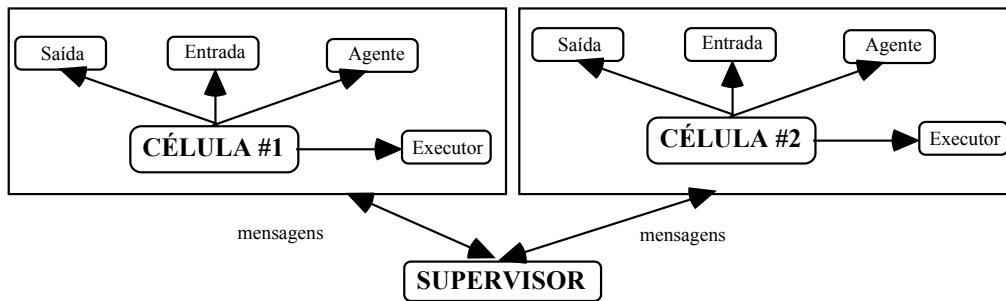 Saída
Entrada
Agente
CÉLULA #1
Executor
Saída
Entrada
Agente
CÉLULA #2
Executor
mensagens
mensagens
SUPERVISOR